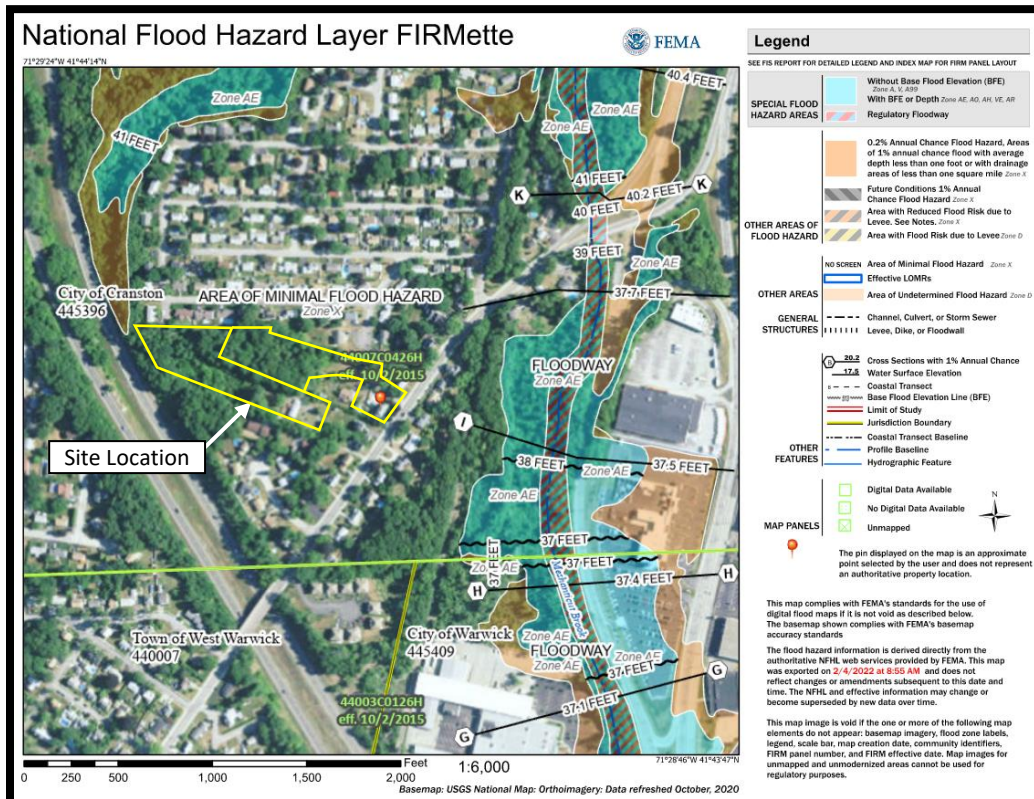 National Flood Hazard Layer FIRMette
FEMA
71°29'24"W 41°44'14"N
40.4 FEET
Zone AE
Zone AE
Zone AE
41 FEET
41 FEET
K
40.2 FEET
K
40 FEET
39 FEET
Zone AE
City of Cranston
445396
AREA OF MINIMAL FLOOD HAZARD
Zone X
37.7 FEET
44007C0426H
eff. 10/2/2015
FLOODWAY
Zone AE
Site Location
I
38 FEET
Zone AE
37.5 FEET
Zone AE
37 FEET
37 FEET
Zone AE
37 FEET
H
37.4 FEET
H
Town of West Warwick
440007
City of Warwick
445409
Zone AE
FLOODWAY
Zone AE
Zone AE
37 FEET
44003C0126H
eff. 10/2/2015
37.1 FEET
G
G
0 250 500 1,000 1,500 2,000
Feet
1:6,000
71°28'46"W 41°43'47"N
Basemap: USGS National Map: Orthoimagery: Data refreshed October, 2020
Legend
SEE FIS REPORT FOR DETAILED LEGEND AND INDEX MAP FOR FIRM PANEL LAYOUT
SPECIAL FLOOD
HAZARD AREAS
Without Base Flood Elevation (BFE)
Zone A, V, A99
With BFE or Depth Zone AE, AO, AH, VE, AR
Regulatory Floodway
0.2% Annual Chance Flood Hazard, Areas
of 1% annual chance flood with average
depth less than one foot or with drainage
areas of less than one square mile Zone X
Future Conditions 1% Annual
Chance Flood Hazard Zone X
Area with Reduced Flood Risk due to
Levee. See Notes. Zone X
Area with Flood Risk due to Levee Zone D
OTHER AREAS OF
FLOOD HAZARD
NO SCREEN Area of Minimal Flood Hazard Zone X
Effective LOMRs
OTHER AREAS
Area of Undetermined Flood Hazard Zone D
GENERAL
STRUCTURES
Channel, Culvert, or Storm Sewer
Levee, Dike, or Floodwall
B 20.2 Cross Sections with 1% Annual Chance
17.5 Water Surface Elevation
8 Coastal Transect
Base Flood Elevation Line (BFE)
Limit of Study
Jurisdiction Boundary
Coastal Transect Baseline
OTHER
FEATURES
Profile Baseline
Hydrographic Feature
Digital Data Available
No Digital Data Available
Unmapped
N
MAP PANELS
The pin displayed on the map is an approximate
point selected by the user and does not represent
an authoritative property location.
This map complies with FEMA's standards for the use of
digital flood maps if it is not void as described below.
The basemap shown complies with FEMA's basemap
accuracy standards
The flood hazard information is derived directly from the
authoritative NFHL web services provided by FEMA. This map
was exported on 2/4/2022 at 8:55 AM and does not
reflect changes or amendments subsequent to this date and
time. The NFHL and effective information may change or
become superseded by new data over time.
This map image is void if the one or more of the following map
elements do not appear: basemap imagery, flood zone labels,
legend, scale bar, map creation date, community identifiers,
FIRM panel number, and FIRM effective date. Map images for
unmapped and unmodernized areas cannot be used for
regulatory purposes.